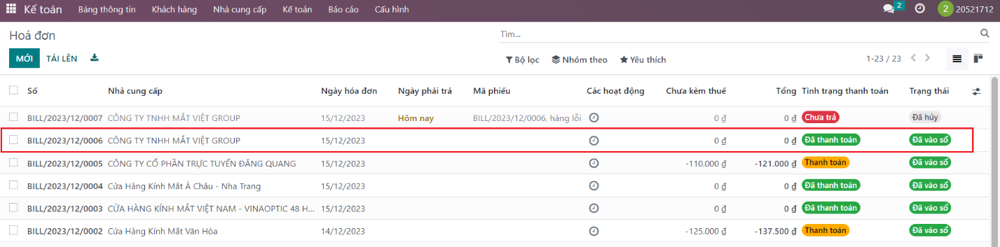 Kế toán Bảng thông tin Khách hàng Nhà cung cấp Kế toán Báo cáo Cấu hình 2 2 20521712
Hoá đơn Tìm...
MỚI TẢI LÊN Bộ lọc Nhóm theo Yêu thích 1-23 / 23
Số Nhà cung cấp Ngày hóa đơn Ngày phải trả Mã phiếu Các hoạt động Chưa kèm thuế Tổng Tình trạng thanh toán Trạng thái
BILL/2023/12/0007 CÔNG TY TNHH MẮT VIỆT GROUP 15/12/2023 Hôm nay BILL/2023/12/0006, hàng lỗi 0 ₫ 0 ₫ Chưa trả Đã hủy
BILL/2023/12/0006 CÔNG TY TNHH MẮT VIỆT GROUP 15/12/2023 0 ₫ 0 ₫ Đã thanh toán Đã vào sổ
BILL/2023/12/0005 CÔNG TY CỔ PHẦN TRỰC TUYẾN ĐĂNG QUANG 15/12/2023 -110.000 ₫ -121.000 ₫ Thanh toán Đã vào sổ
BILL/2023/12/0004 Cửa Hàng Kính Mắt Á Châu - Nha Trang 15/12/2023 0 ₫ 0 ₫ Đã thanh toán Đã vào sổ
BILL/2023/12/0003 CỬA HÀNG KÍNH MẮT VIỆT NAM - VINAOPTIC 48 H... 15/12/2023 0 ₫ 0 ₫ Đã thanh toán Đã vào sổ
BILL/2023/12/0002 Cửa Hàng Kính Mắt Văn Hòa 14/12/2023 -125.000 ₫ -137.500 ₫ Thanh toán Đã vào sổ